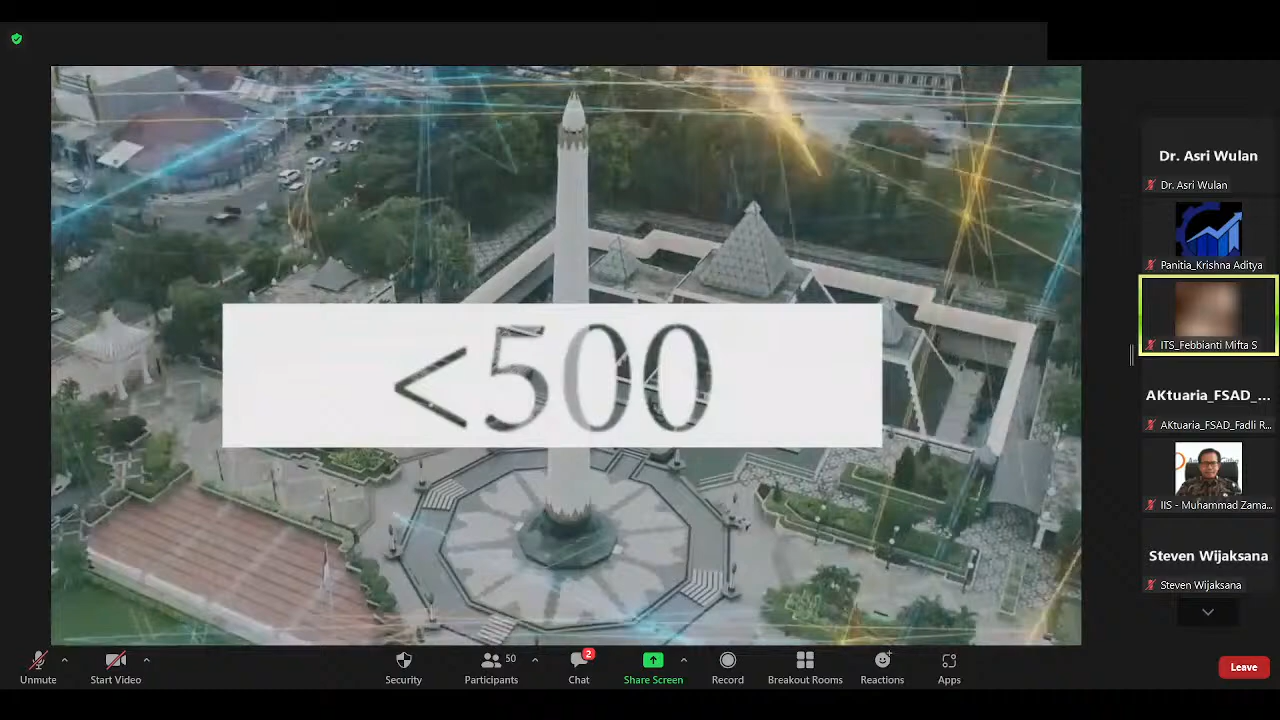 <500
Dr. Asri Wulan
Dr. Asri Wulan
Panitia_Krishna Aditya
ITS_Febbianti Mifta S
AKtuaria_FSAD_...
AKtuaria_FSAD_Fadli R...
IIS - Muhammad Zama...
Steven Wijaksana
Steven Wijaksana
Unmute
Start Video
Security
50
Participants
2
Chat
Share Screen
Record
Breakout Rooms
Reactions
Apps
Leave